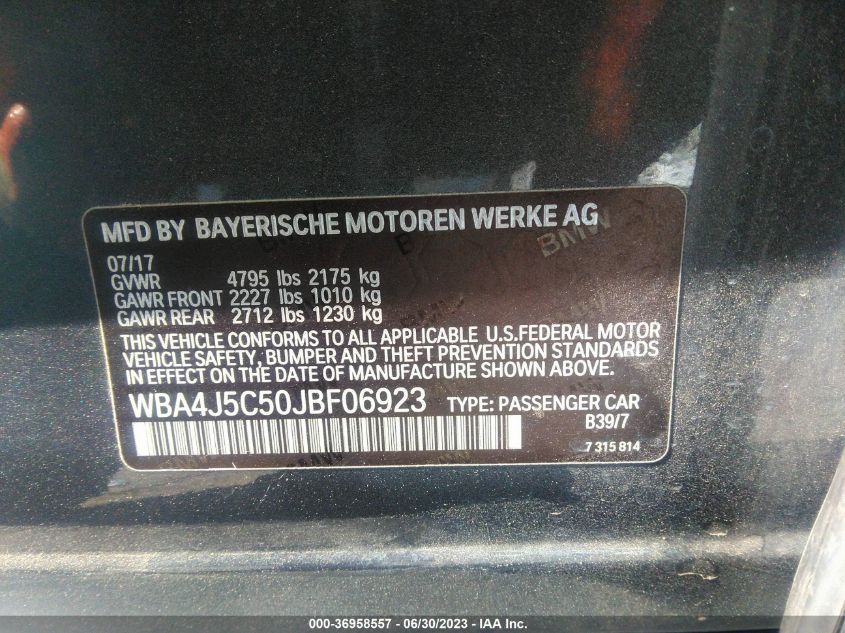 MFD BY BAYERISCHE MOTOREN WERKE AG
07/17
GVWR 4795 lbs 2175 kg
GAWR FRONT 2227 lbs 1010 kg
GAWR REAR 2712 lbs 1230 kg
THIS VEHICLE CONFORMS TO ALL APPLICABLE U.S.FEDERAL MOTOR
VEHICLE SAFETY, BUMPER AND THEFT PREVENTION STANDARDS
IN EFFECT ON THE DATE OF MANUFACTURE SHOWN ABOVE.
WBA4J5C50JBF06923 TYPE: PASSENGER CAR
B39/7
7 315 814
000-36958557 / 06/30/2023 - IAA Inc.